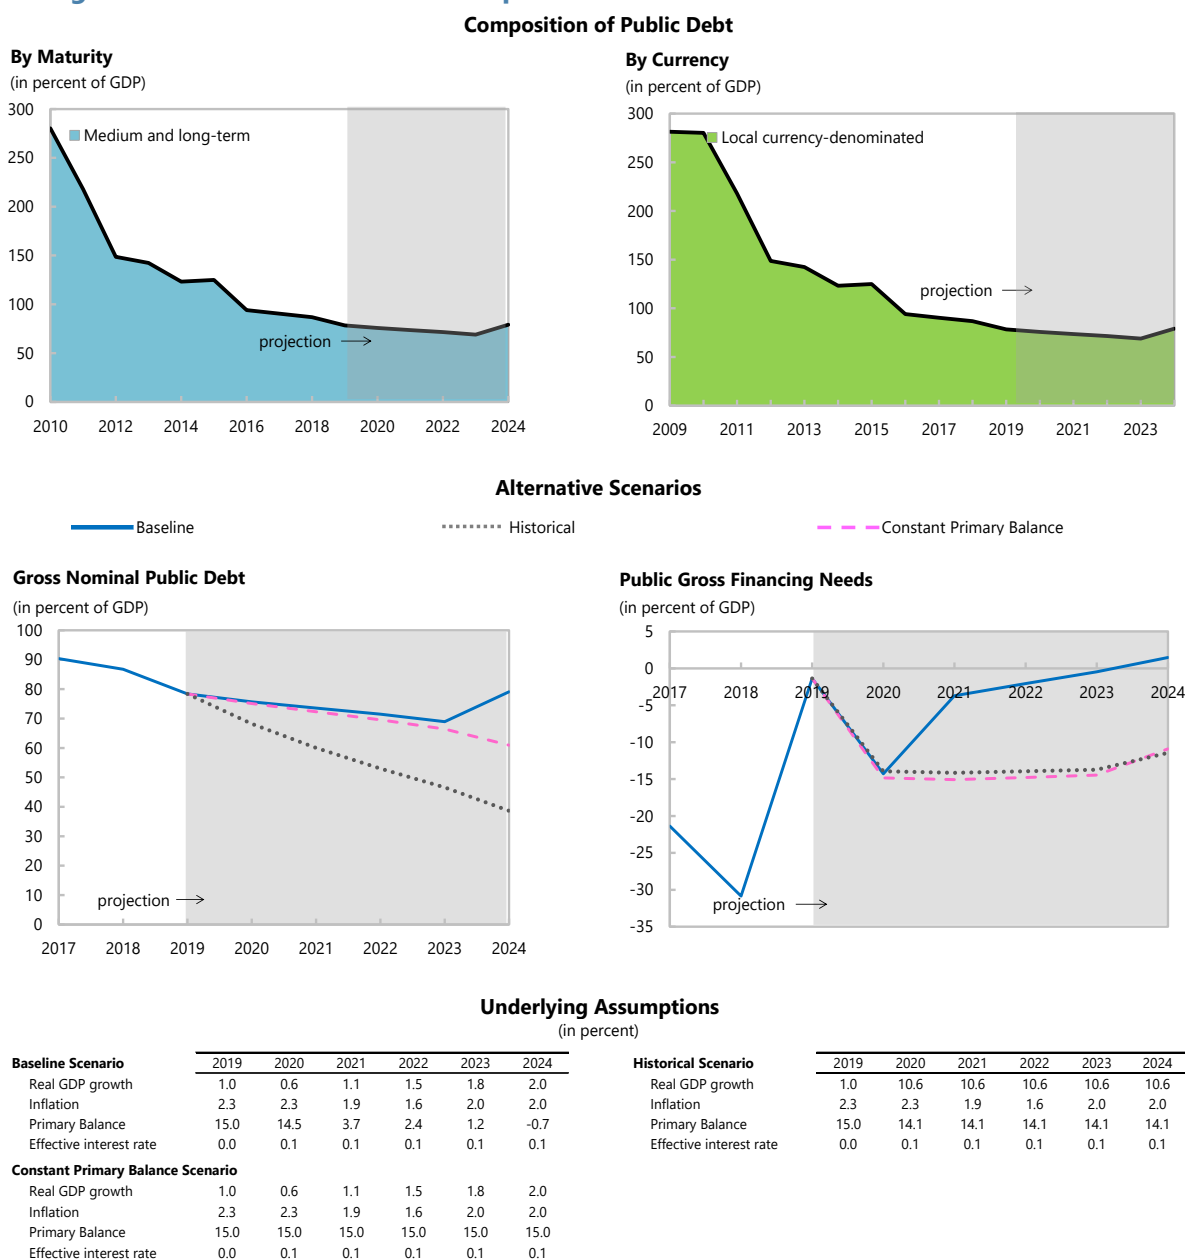 Composition of Public Debt
By Maturity
(in percent of GDP)
300
250
200
150
100
50
0
Medium and long-term
projection
2010 2012 2014 2016 2018 2020 2022 2024
By Currency
(in percent of GDP)
300
250
200
150
100
50
0
Local currency-denominated
projection
2009 2011 2013 2015 2017 2019 2021 2023
Alternative Scenarios
Baseline Historical Constant Primary Balance
Gross Nominal Public Debt
(in percent of GDP)
100
90
80
70
60
50
40
30
20
10
0
projection
2017 2018 2019 2020 2021 2022 2023 2024
Public Gross Financing Needs
(in percent of GDP)
5
0
-5
-10
-15
-20
-25
-30
-35
2017 2018 2019 2020 2021 2022 2023 2024
projection
Underlying Assumptions
(in percent)
Baseline Scenario 2019 2020 2021 2022 2023 2024
Real GDP growth 1.0 0.6 1.1 1.5 1.8 2.0
Inflation 2.3 2.3 1.9 1.6 2.0 2.0
Primary Balance 15.0 14.5 3.7 2.4 1.2 -0.7
Effective interest rate 0.0 0.1 0.1 0.1 0.1 0.1
Constant Primary Balance Scenario
Real GDP growth 1.0 0.6 1.1 1.5 1.8 2.0
Inflation 2.3 2.3 1.9 1.6 2.0 2.0
Primary Balance 15.0 15.0 15.0 15.0 15.0 15.0
Effective interest rate 0.0 0.1 0.1 0.1 0.1 0.1
Historical Scenario 2019 2020 2021 2022 2023 2024
Real GDP growth 1.0 10.6 10.6 10.6 10.6 10.6
Inflation 2.3 2.3 1.9 1.6 2.0 2.0
Primary Balance 15.0 14.1 14.1 14.1 14.1 14.1
Effective interest rate 0.0 0.1 0.1 0.1 0.1 0.1